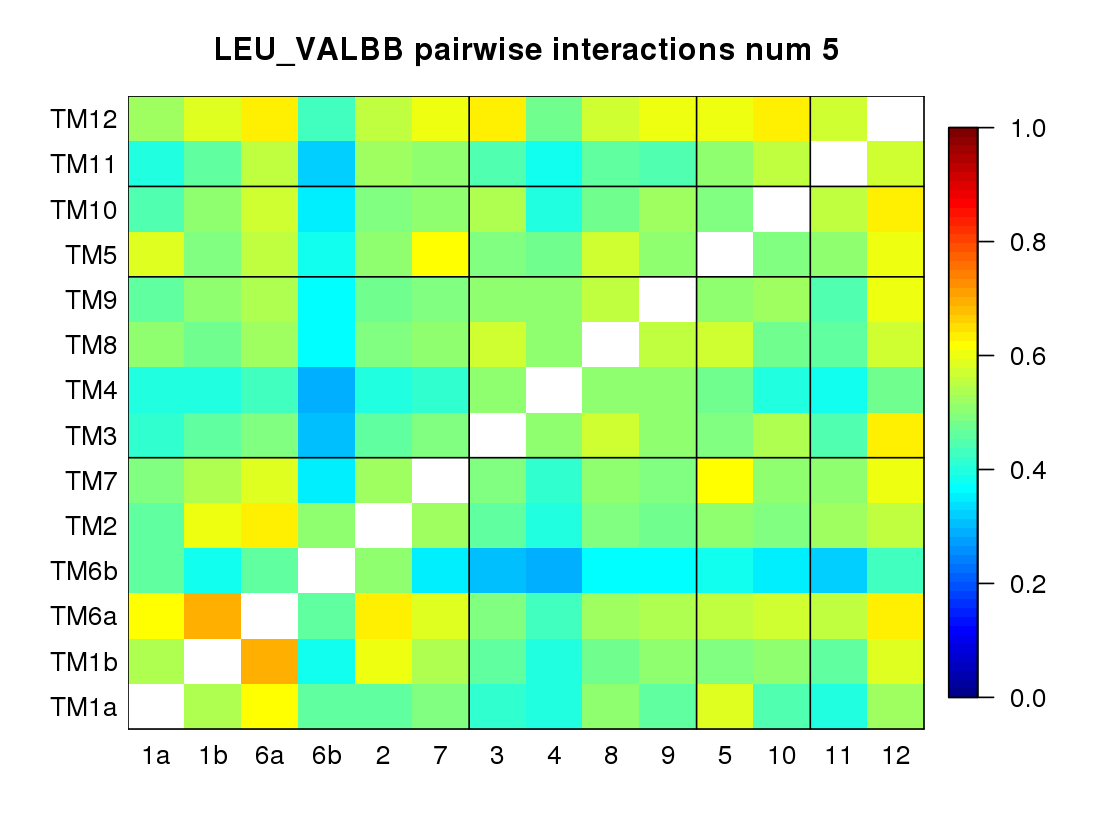 LEU_VALBB pairwise interactions num 5
TM12
TM11
TM10
TM5
TM9
TM8
TM4
TM3
TM7
TM2
TM6b
TM6a
TM1b
TM1a
1a 1b 6a 6b 2 7 3 4 8 9 5 10 11 12
1.0
0.8
0.6
0.4
0.2
0.0